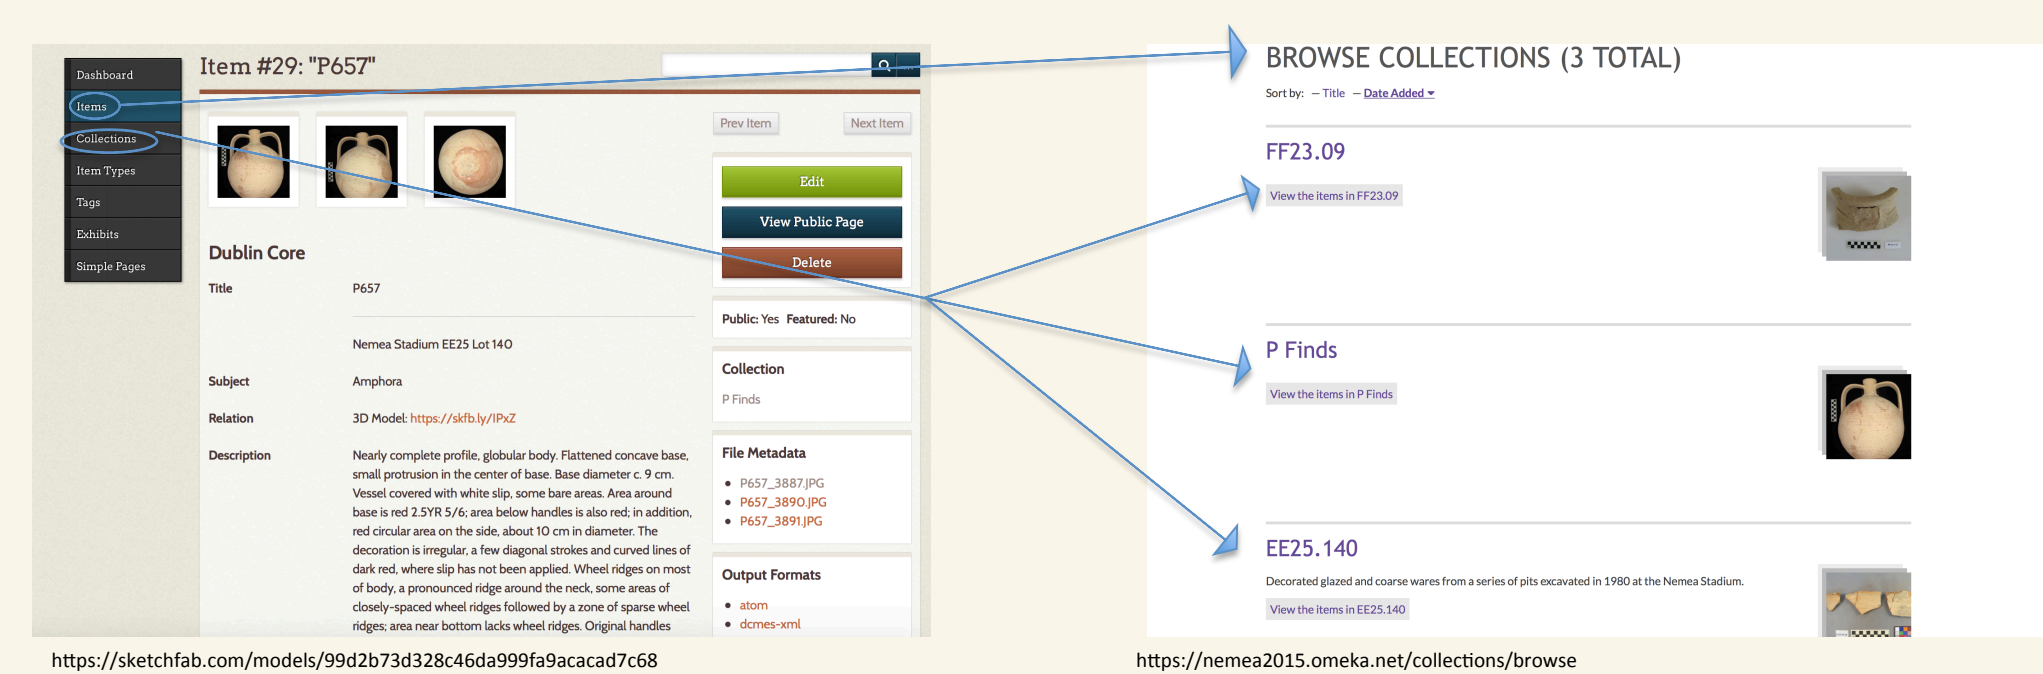 Dashboard
Items
Collections
Item Types
Tags
Exhibits
Simple Pages
Item #29: "P657"
Prev Item
Next Item
Edit
View Public Page
Delete
Dublin Core
Title
P657
Nemea Stadium EE25 Lot 140
Subject
Amphora
Relation
3D Model: https://skfb.ly/IPxZ
Description
Nearly complete profile, globular body. Flattened concave base,
small protrusion in the center of base. Base diameter c. 9 cm.
Vessel covered with white slip, some bare areas. Area around
base is red 2.5YR 5/6; area below handles is also red; in addition,
red circular area on the side, about 10 cm in diameter. The
decoration is irregular, a few diagonal strokes and curved lines of
dark red, where slip has not been applied. Wheel ridges on most
of body, a pronounced ridge around the neck, some areas of
closely-spaced wheel ridges followed by a zone of sparse wheel
ridges; area near bottom lacks wheel ridges. Original handles
Public: Yes Featured: No
Collection
P Finds
File Metadata
• P657_3887.JPG
• P657_3890.JPG
• P657_3891.JPG
Output Formats
• atom
• dcmes-xml
https://sketchfab.com/models/99d2b73d328c46da999fa9acacad7c68
BROWSE COLLECTIONS (3 TOTAL)
Sort by: — Title — Date Added
FF23.09
View the items in FF23.09
P Finds
View the items in P Finds
EE25.140
Decorated glazed and coarse wares from a series of pits excavated in 1980 at the Nemea Stadium.
View the items in EE25.140
https://nemea2015.omeka.net/collections/browse